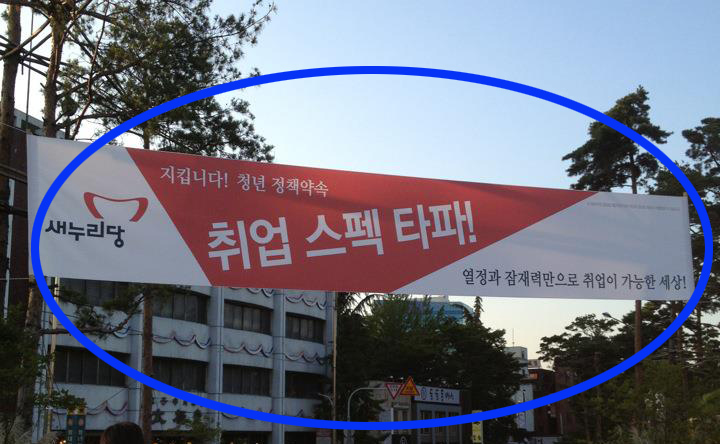 지킵니다! 청년 정책약속
새누리당
취업 스펙 타파!
열정과 잠재력만으로 취업이 가능한 세상!